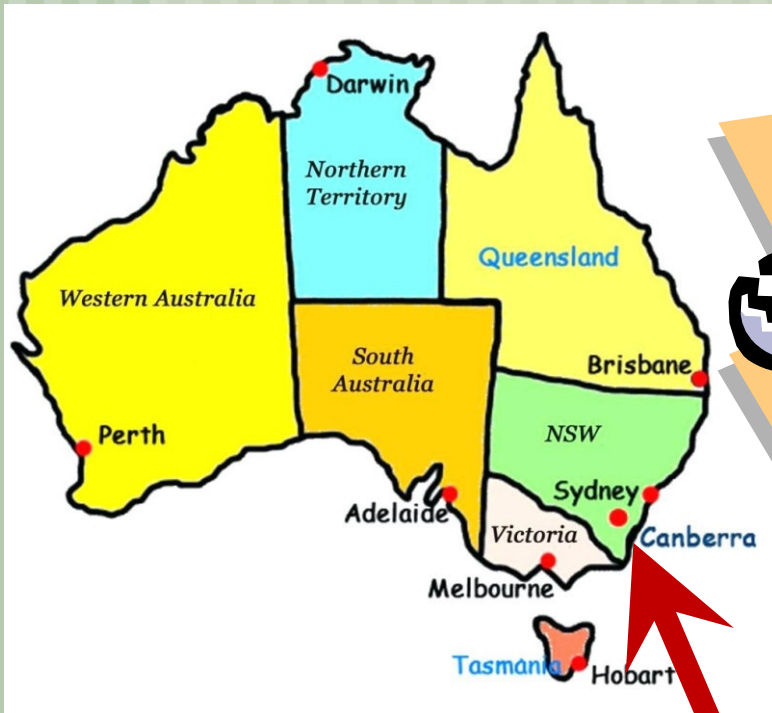 Darwin
Northern
Territory
Queensland
Western Australia
South
Australia
Brisbane
Perth
NSW
Sydney
Adelaide
Victoria
Canberra
Melbourne
Tasmania
Hobart